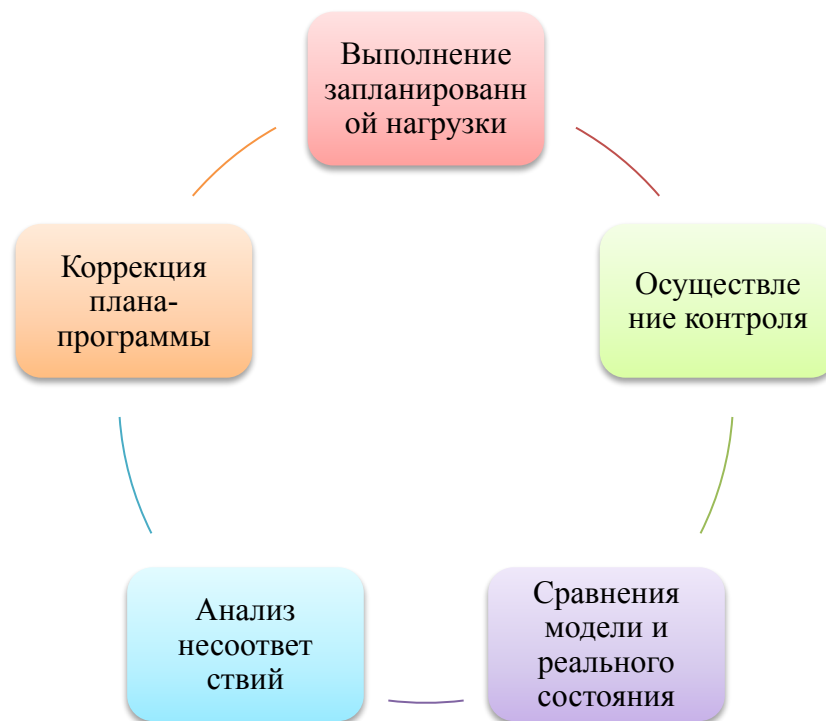 Выполнение
запланированн
ой нагрузки
Осуществле
ние контроля
Сравнения
модели и
реального
состояния
Анализ
несоответ
ствий
Коррекция
плана-
программы